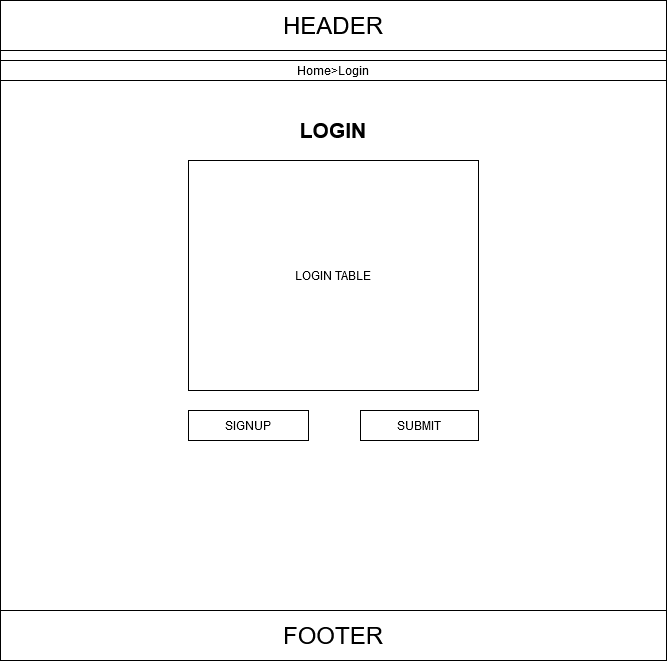 HEADER
Home>Login
LOGIN
LOGIN TABLE
SIGNUP
SUBMIT
FOOTER